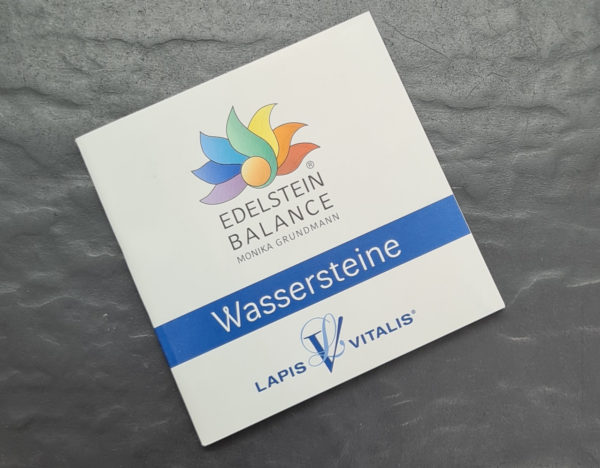 ®
EDELSTEIN
BALANCE
MONIKA GRUNDMANN
Wassersteine
LAPIS VITALIS®